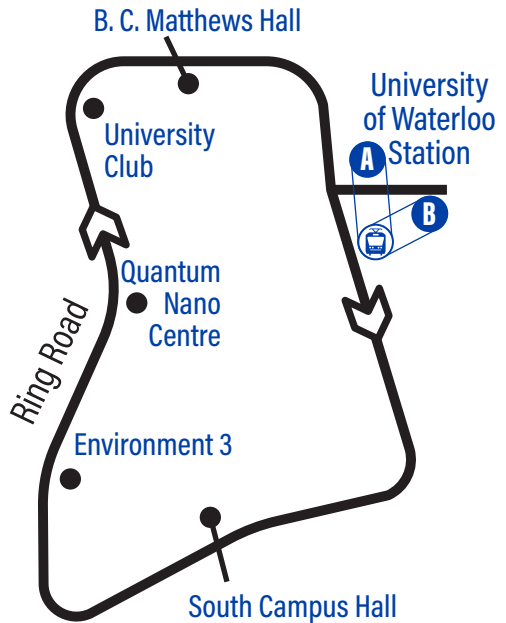 B. C. Matthews Hall
University
of Waterloo
Station
A
B
University
Club
Quantum
Nano
Centre
Ring Road
Environment 3
South Campus Hall